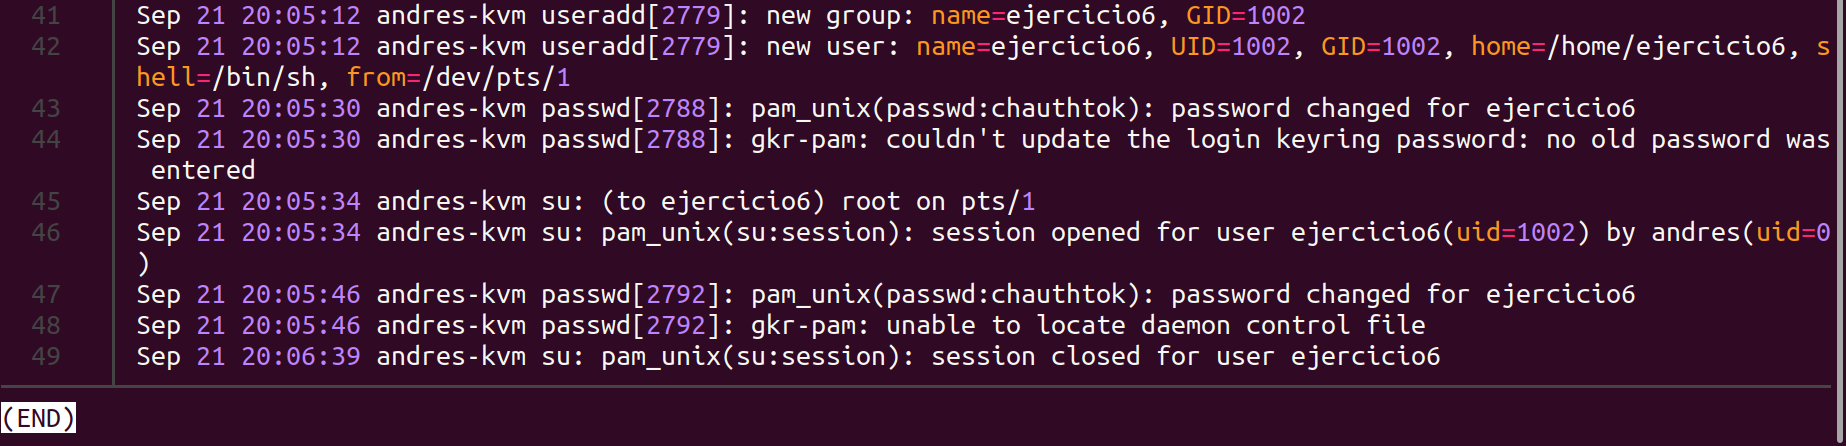 41 Sep 21 20:05:12 andres-kvm useradd[2779]: new group: name=ejercicio6, GID=1002
42 Sep 21 20:05:12 andres-kvm useradd[2779]: new user: name=ejercicio6, UID=1002, GID=1002, home=/home/ejercicio6, s
hell=/bin/sh, from=/dev/pts/1
43 Sep 21 20:05:30 andres-kvm passwd[2788]: pam_unix(passwd:chauthtok): password changed for ejercicio6
44 Sep 21 20:05:30 andres-kvm passwd[2788]: gkr-pam: couldn't update the login keyring password: no old password was
entered
45 Sep 21 20:05:34 andres-kvm su: (to ejercicio6) root on pts/1
46 Sep 21 20:05:34 andres-kvm su: pam_unix(su:session): session opened for user ejercicio6(uid=1002) by andres(uid=0
)
47 Sep 21 20:05:46 andres-kvm passwd[2792]: pam_unix(passwd:chauthtok): password changed for ejercicio6
48 Sep 21 20:05:46 andres-kvm passwd[2792]: gkr-pam: unable to locate daemon control file
49 Sep 21 20:06:39 andres-kvm su: pam_unix(su:session): session closed for user ejercicio6
(END)